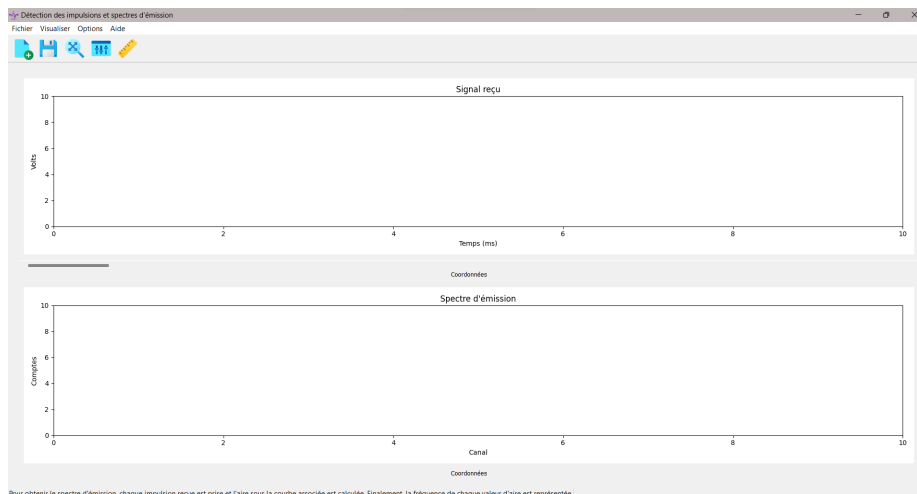 Détection des impulsions et spectres d'émission
Fichier Visualiser Options Aide
Signal reçu
10
8
6
4
2
0
Volts
0 2 4 6 8 10
Temps (ms)
Coordonnées
Spectre d'émission
10
8
6
4
2
0
Comptes
0 2 4 6 8 10
Canal
Coordonnées
Pour obtenir le spectre d'émission, chaque impulsion reçue est prise et l'aire sous la courbe associée est calculée. Finalement, la fréquence de chaque valeur d'aire est représentée.